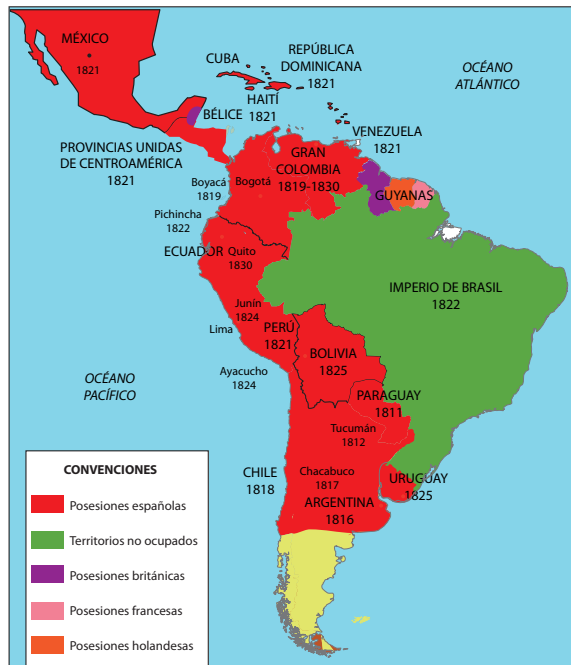 MÉXICO
1821
CUBA
REPÚBLICA
DOMINICANA
1821
OCÉANO
ATLÁNTICO
HAITÍ
1821
BÉLICE
PROVINCIAS UNIDAS
DE CENTROAMÉRICA
1821
VENEZUELA
1821
GRAN
COLOMBIA
1819-1830
Boyacá
1819
Bogotá
GUYANAS
Pichincha
1822
ECUADOR
Quito
1830
IMPERIO DE BRASIL
1822
Junín
1824
Lima
PERÚ
1821
BOLIVIA
1825
Ayacucho
1824
OCÉANO
PACÍFICO
PARAGUAY
1811
Tucumán
1812
CHILE
1818
Chacabuco
1817
URUGUAY
1825
ARGENTINA
1816
CONVENCIONES
Posesiones españolas
Territorios no ocupados
Posesiones británicas
Posesiones francesas
Posesiones holandesas